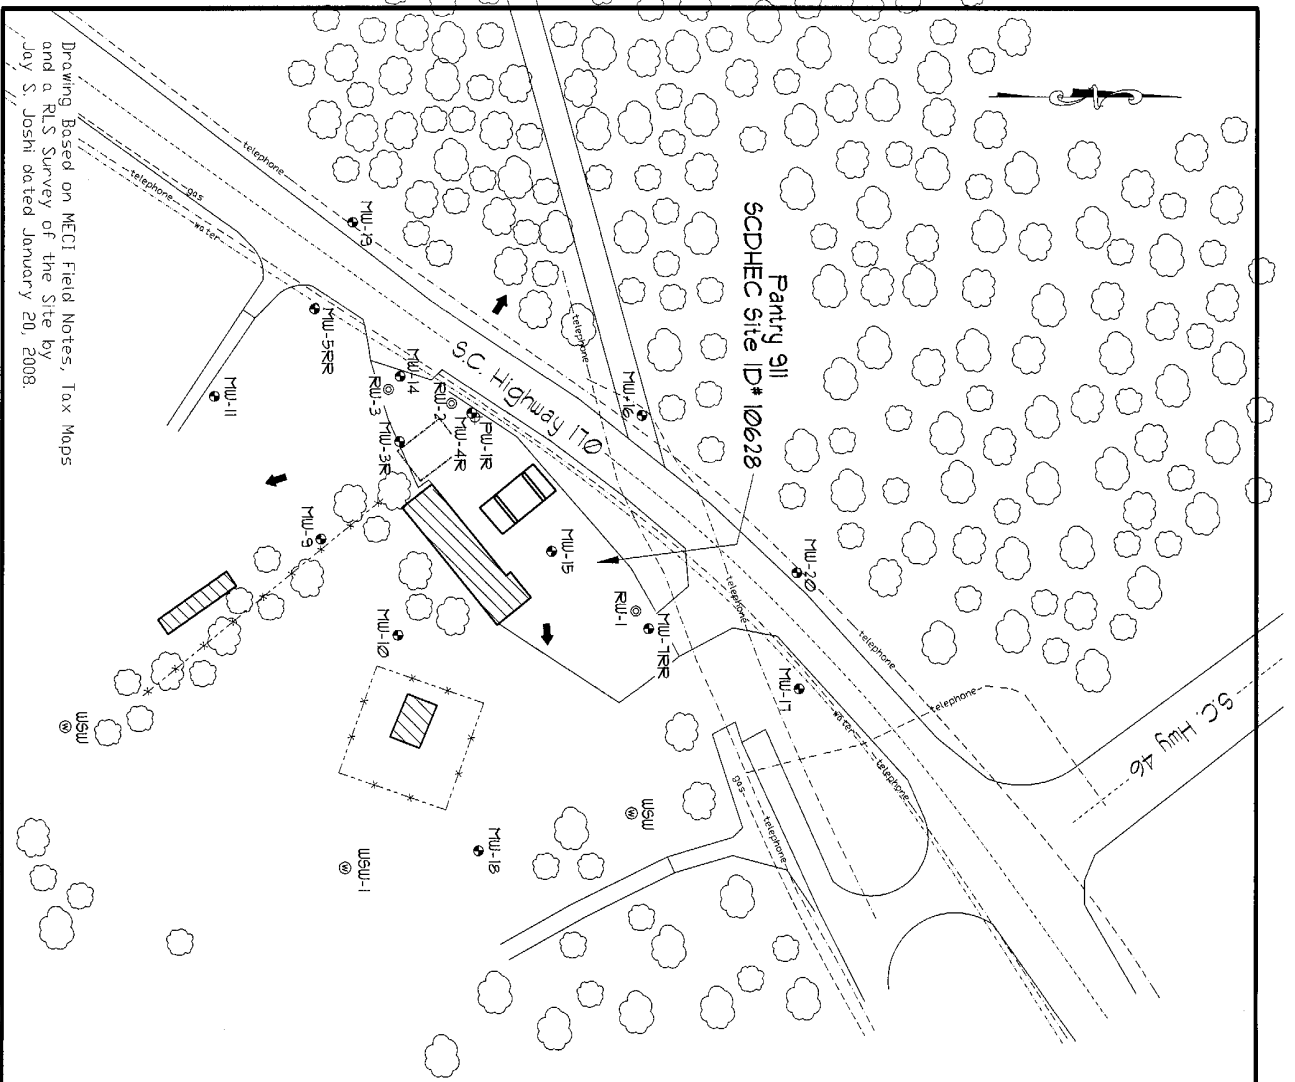 Pantry 911
SCDHEC Site ID# 10628
S.C. Hwy 46
telephone
telephone
MW-20
telephone
MW-17
water
telephone
telephone
MW-16
telephone
gas
telephone
MW-7RR
RW-1
WSW
telephone
S.C. Highway 170
MW-15
PW-1R
MW-4R
RW-2
MW-18
MW-14
RW-3
MW-3R
MW-10
MW-19
WSW-1
MW-5RR
MW-9
telephone
MW-11
gas
water
telephone
WSW
Drawing Based on MECI Field Notes, Tax Maps
and a RLS Survey of the Site by
Jay S. Joshi dated January 20, 2008.